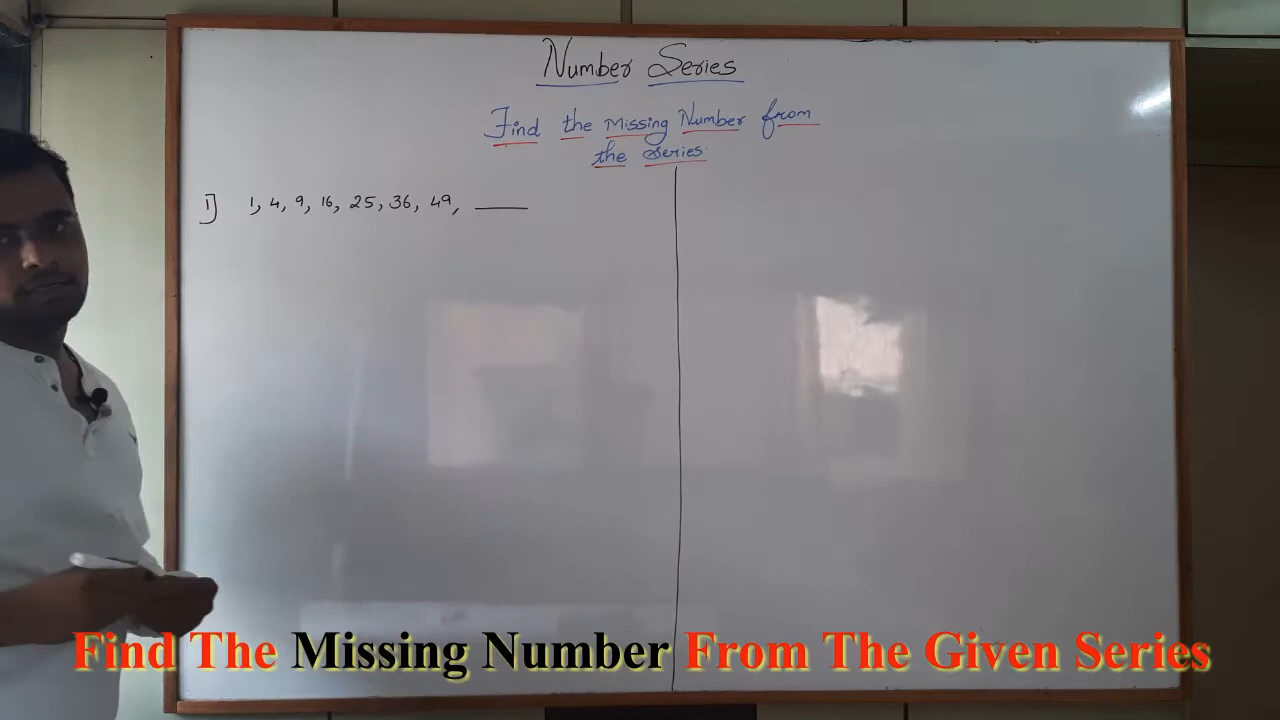 Number Series
Find the Missing Number from
the Series.
1] 1, 4, 9, 16, 25, 36, 49, ____
Find The Missing Number From The Given Series